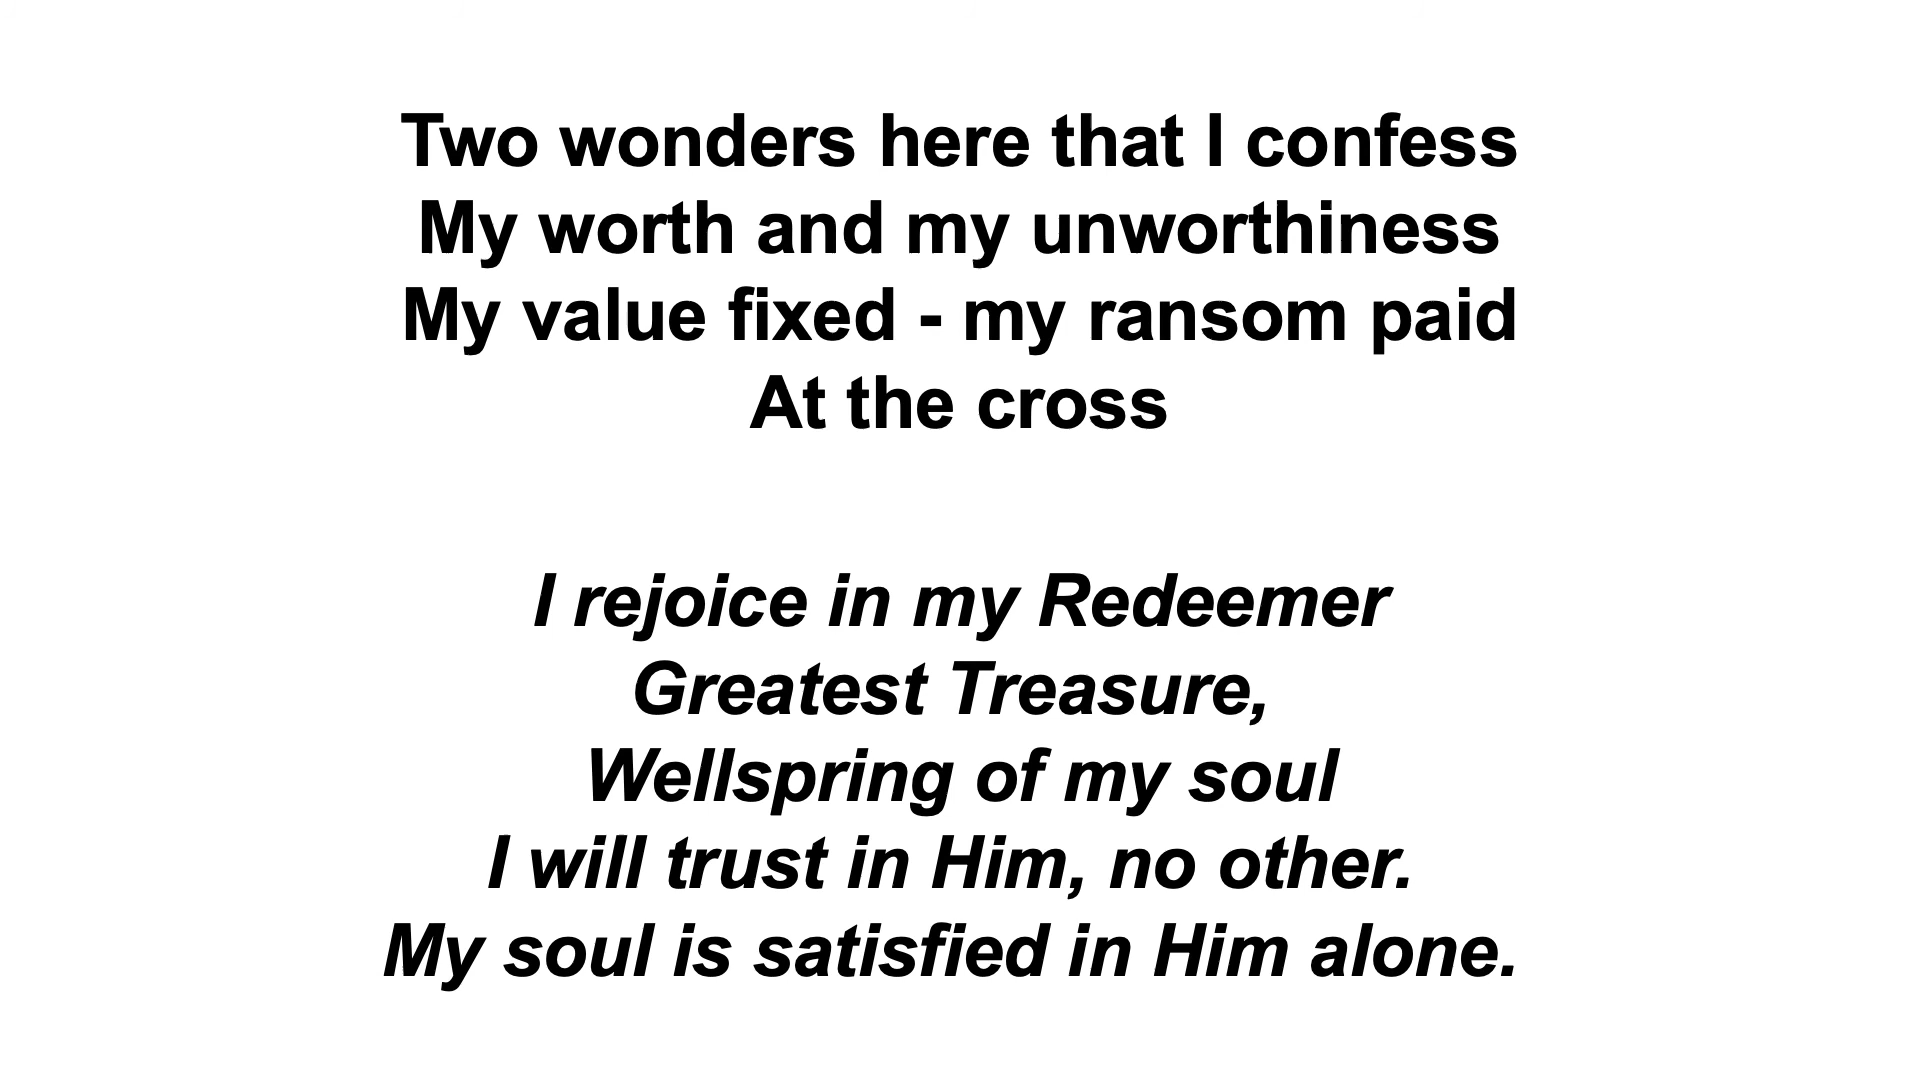 Two wonders here that I confess
My worth and my unworthiness
My value fixed - my ransom paid
At the cross
I rejoice in my Redeemer
Greatest Treasure,
Wellspring of my soul
I will trust in Him, no other.
My soul is satisfied in Him alone.